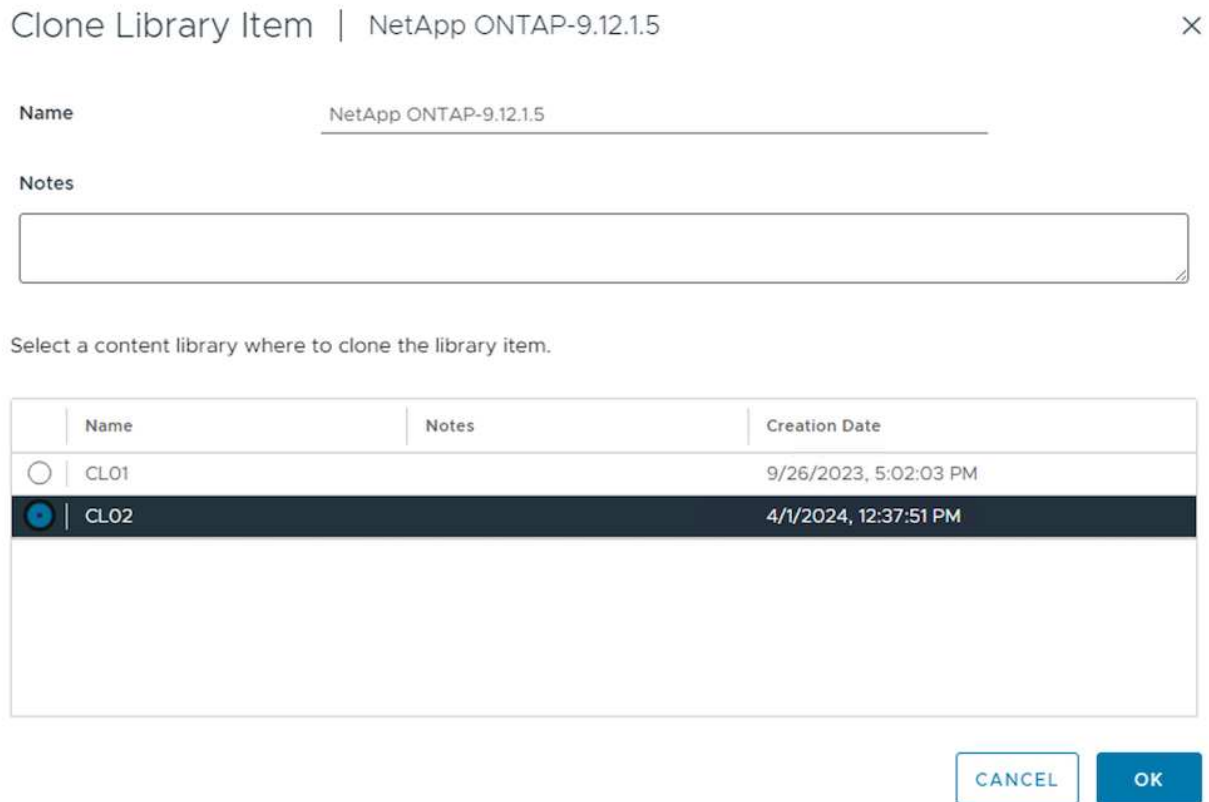 Clone Library Item | NetApp ONTAP-9.12.1.5
Name NetApp ONTAP-9.12.1.5
Notes
Select a content library where to clone the library item.
Name Notes Creation Date
CL01 9/26/2023, 5:02:03 PM
CL02 4/1/2024, 12:37:51 PM
CANCEL OK